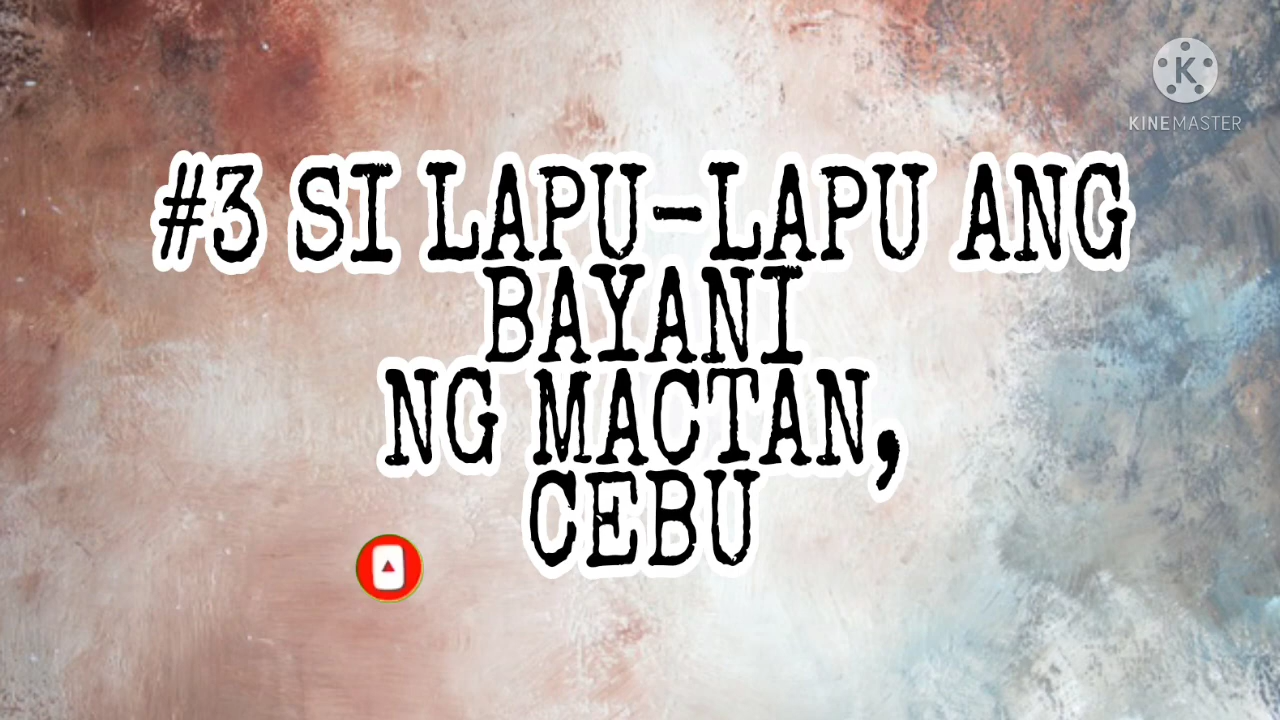 KINEMASTER
#3 SI LAPU-LAPU ANG
BAYANI
NG MACTAN,
CEBU